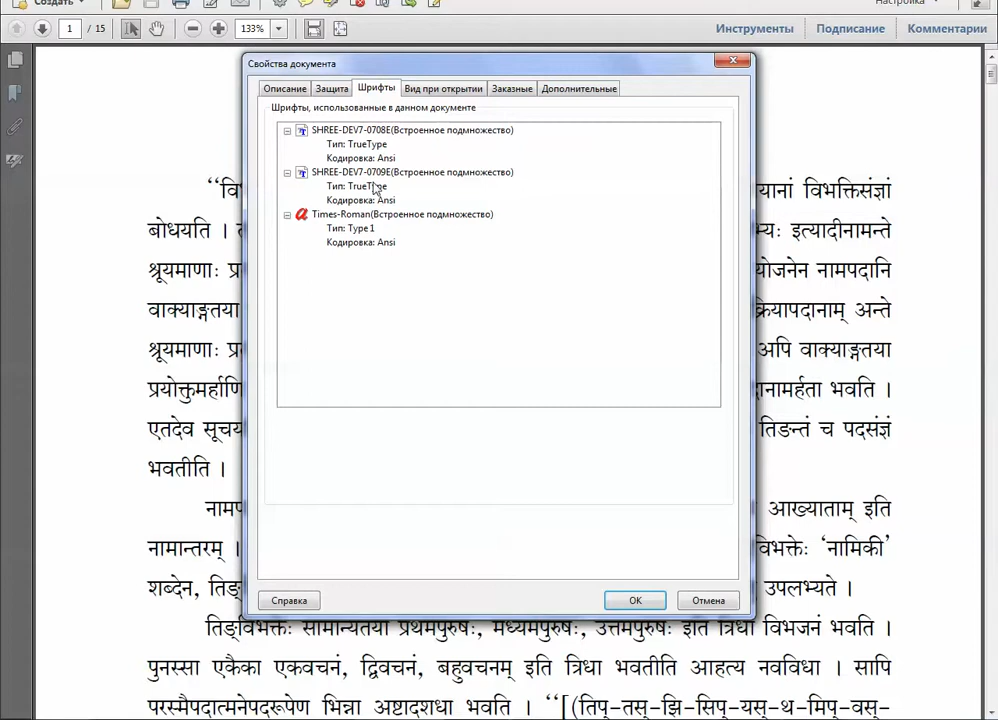 Создать
Настройка
1 / 15
133%
Инструменты
Подписание
Комментарии
Свойства документа
Описание
Защита
Шрифты
Вид при открытии
Заказные
Дополнительные
Шрифты, использованные в данном документе
SHREE-DEV7-0708E(Встроенное подмножество)
Тип: TrueType
Кодировка: Ansi
SHREE-DEV7-0709E(Встроенное подмножество)
Тип: TrueType
Кодировка: Ansi
Times-Roman(Встроенное подмножество)
Тип: Type 1
Кодировка: Ansi
Справка
OK
Отмена
विभक्तिसंज्ञां
बोधयति । इत्यादीनामन्ते
श्रूयमाणाः नामपदानि
वाक्याङ्गतया अन्ते
श्रूयमाणाः अपि वाक्याङ्गतया
प्रयोक्तुमर्हाणि भवति ।
एतदेव तिङन्तं च पदसंज्ञं
भवतीति ।
आख्याताम् इति
नामान्तरम् । विभक्तेः ‘नामिकी’
शब्देन, उपलभ्यते ।
तिङ्विभक्तः सामान्यतया प्रथमपुरुषः, मध्यमपुरुषः, उत्तमपुरुषः इति त्रिधा विभजनं भवति ।
पुनस्सा एकैका एकवचनं, द्विवचनं, बहुवचनम् इति त्रिधा भवतीति आहत्य नवविधा । सापि
परस्मैपदात्मनेपदरूपेण भिन्ना अष्टादशधा भवति । ‘‘[(तिप्–तस्–झि–सिप्–थस्–थ–मिप्–वस्–